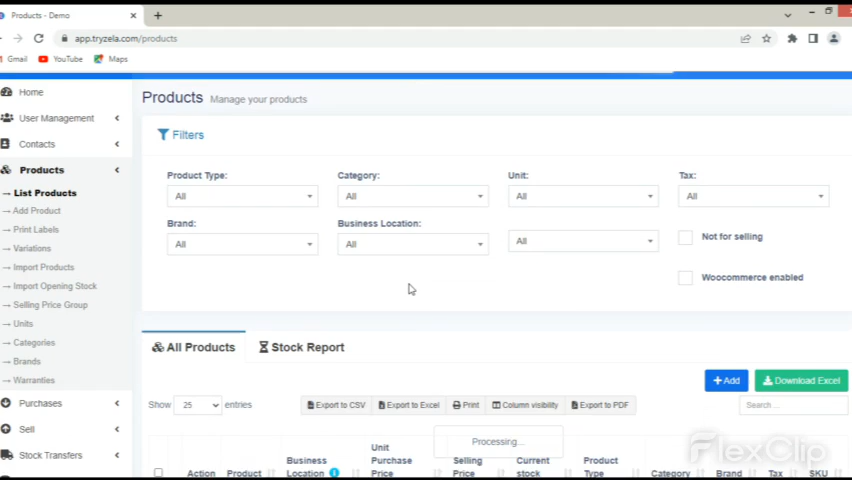 Products - Demo
app.tryzela.com/products
Gmail YouTube Maps
Home
User Management
Contacts
Products
List Products
Add Product
Print Labels
Variations
Import Products
Import Opening Stock
Selling Price Group
Units
Categories
Brands
Warranties
Purchases
Sell
Stock Transfers
Products Manage your products
Filters
Product Type: Category: Unit: Tax:
All All All All
Brand: Business Location:
All All All Not for selling
Woocommerce enabled
All Products Stock Report
Add Download Excel
Show 25 entries Export to CSV Export to Excel Print Column visibility Export to PDF Search ...
Processing...
Action Product Business Location Unit Purchase Price Selling Price Current stock Product Type Category Brand Tax SKU
FlexClip